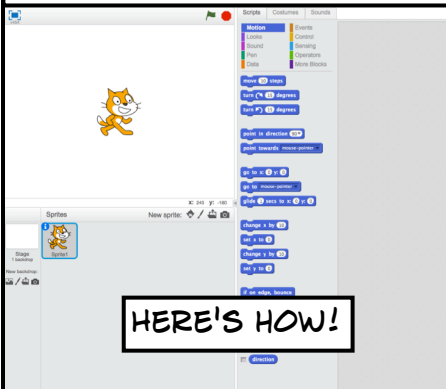 Scripts Costumes Sounds
Motion Events
Looks Control
Sound Sensing
Pen Operators
Data More Blocks
move 10 steps
turn 15 degrees
turn 15 degrees
point in direction 90
point towards mouse-pointer
go to x: 0 y: 0
go to mouse-pointer
glide 1 secs to x: 0 y: 0
X: 240 y: -180
Sprites New sprite:
change x by 10
set x to 0
change y by 10
set y to 0
Stage
1 backdrop
Sprite1
New backdrop:
if on edge, bounce
HERE'S HOW!
direction